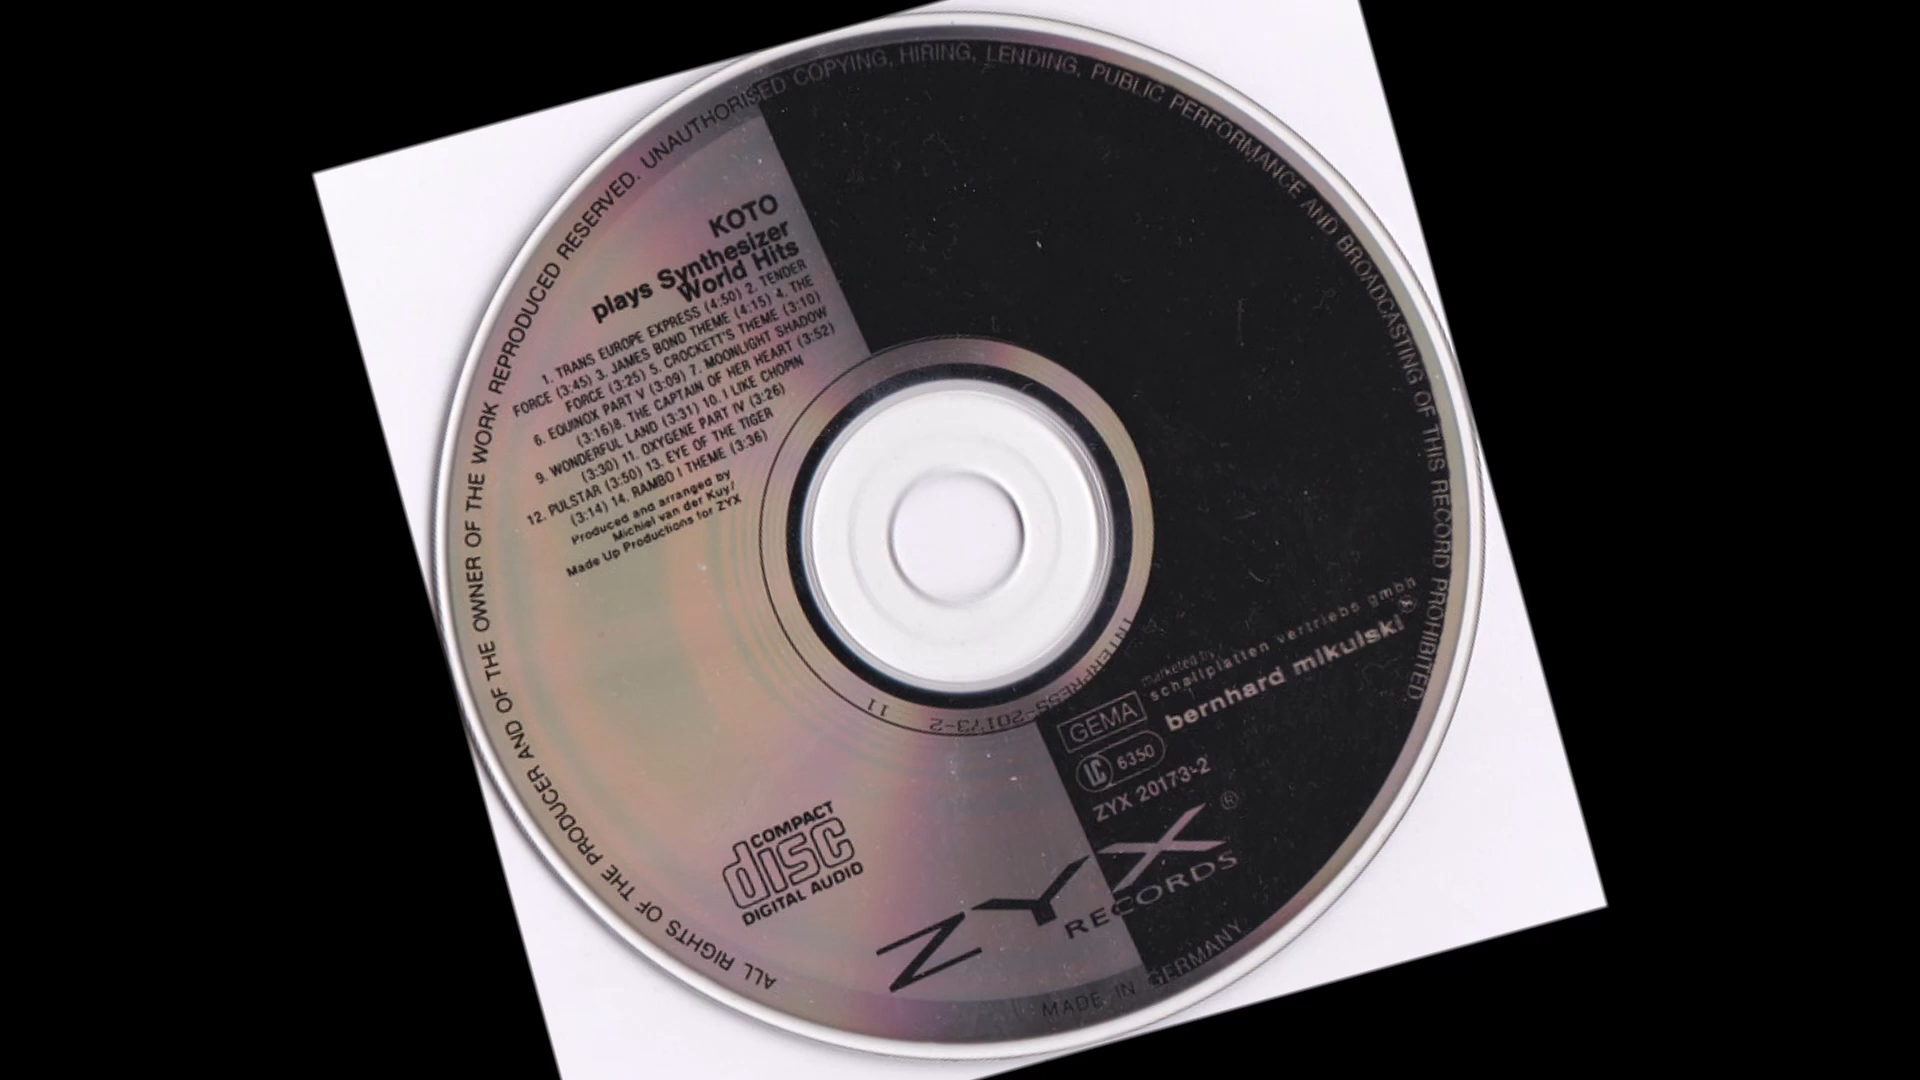 KOTO
plays Synthesizer
World Hits
1. TRANS EUROPE EXPRESS (4:50) 2. TENDER
FORCE (3:45) 3. JAMES BOND THEME (4:15) 4. THE
FORCE (3:25) 5. CROCKETT'S THEME (3:10)
6. EQUINOX PART V (3:09) 7. MOONLIGHT SHADOW
(3:16)8. THE CAPTAIN OF HER HEART (3:52)
9. WONDERFUL LAND (3:31) 10. I LIKE CHOPIN
(3:30) 11. OXYGENE PART IV (3:26)
12. PULSTAR (3:50) 13. EYE OF THE TIGER
(3:14) 14. RAMBO I THEME (3:36)
Produced and arranged by
Michiel van der Kuy/
Made Up Productions for ZYX
COMPACT
disc
DIGITAL AUDIO
marketed by
schallplatten vertriebs gmbh
bernhard mikulski ®
GEMA
LC 6350
ZYX 20173-2
ZYX ®
RECORDS
INTERPRESS-20173-2 11
ALL RIGHTS OF THE PRODUCER AND OF THE OWNER OF THE WORK REPRODUCED RESERVED. UNAUTHORISED COPYING, HIRING, LENDING, PUBLIC PERFORMANCE AND BROADCASTING OF THIS RECORD PROHIBITED
MADE IN GERMANY